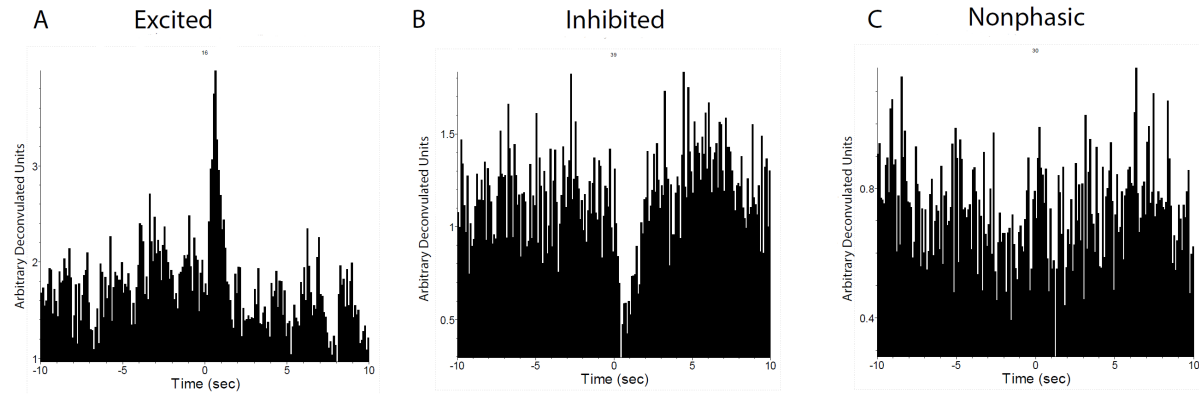 A Excited
16
Arbitrary Deconvulated Units
3
2
1
-10 -5 0 5 10
Time (sec)
B Inhibited
39
Arbitrary Deconvulated Units
1.5
1
0.5
-10 -5 0 5 10
Time (sec)
C Nonphasic
30
Arbitrary Deconvulated Units
0.8
0.4
-10 -5 0 5 10
Time (sec)